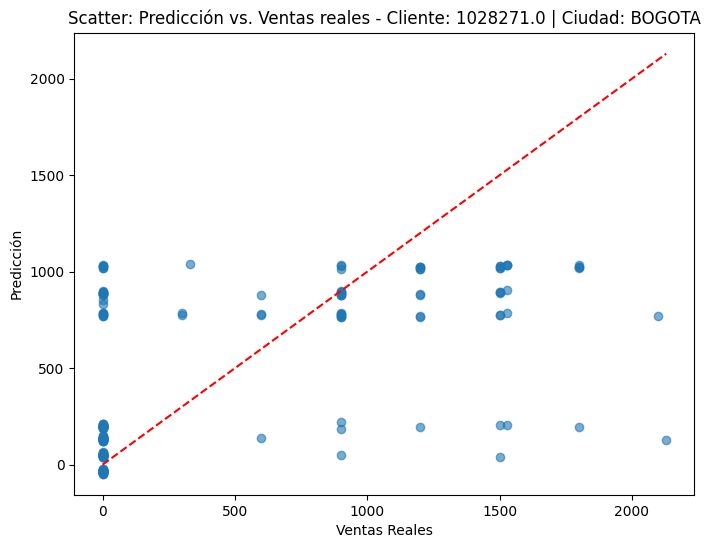 Scatter: Predicción vs. Ventas reales - Cliente: 1028271.0 | Ciudad: BOGOTA
Predicción
2000
1500
1000
500
0
0 500 1000 1500 2000
Ventas Reales